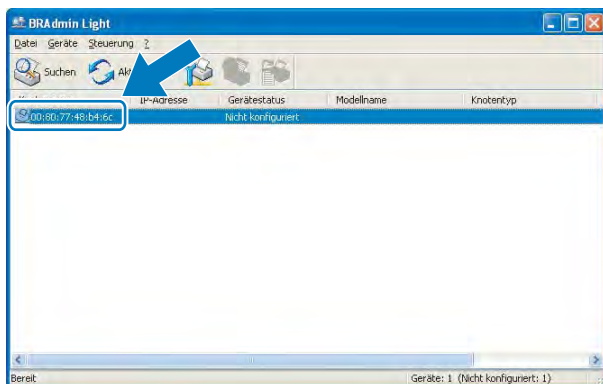 BRAdmin Light
Datei Geräte Steuerung ?
Suchen
IP-Adresse Gerätestatus Modellname Knotentyp
00:80:77:48:b4:6c Nicht konfiguriert
Bereit Geräte: 1 (Nicht konfiguriert: 1)